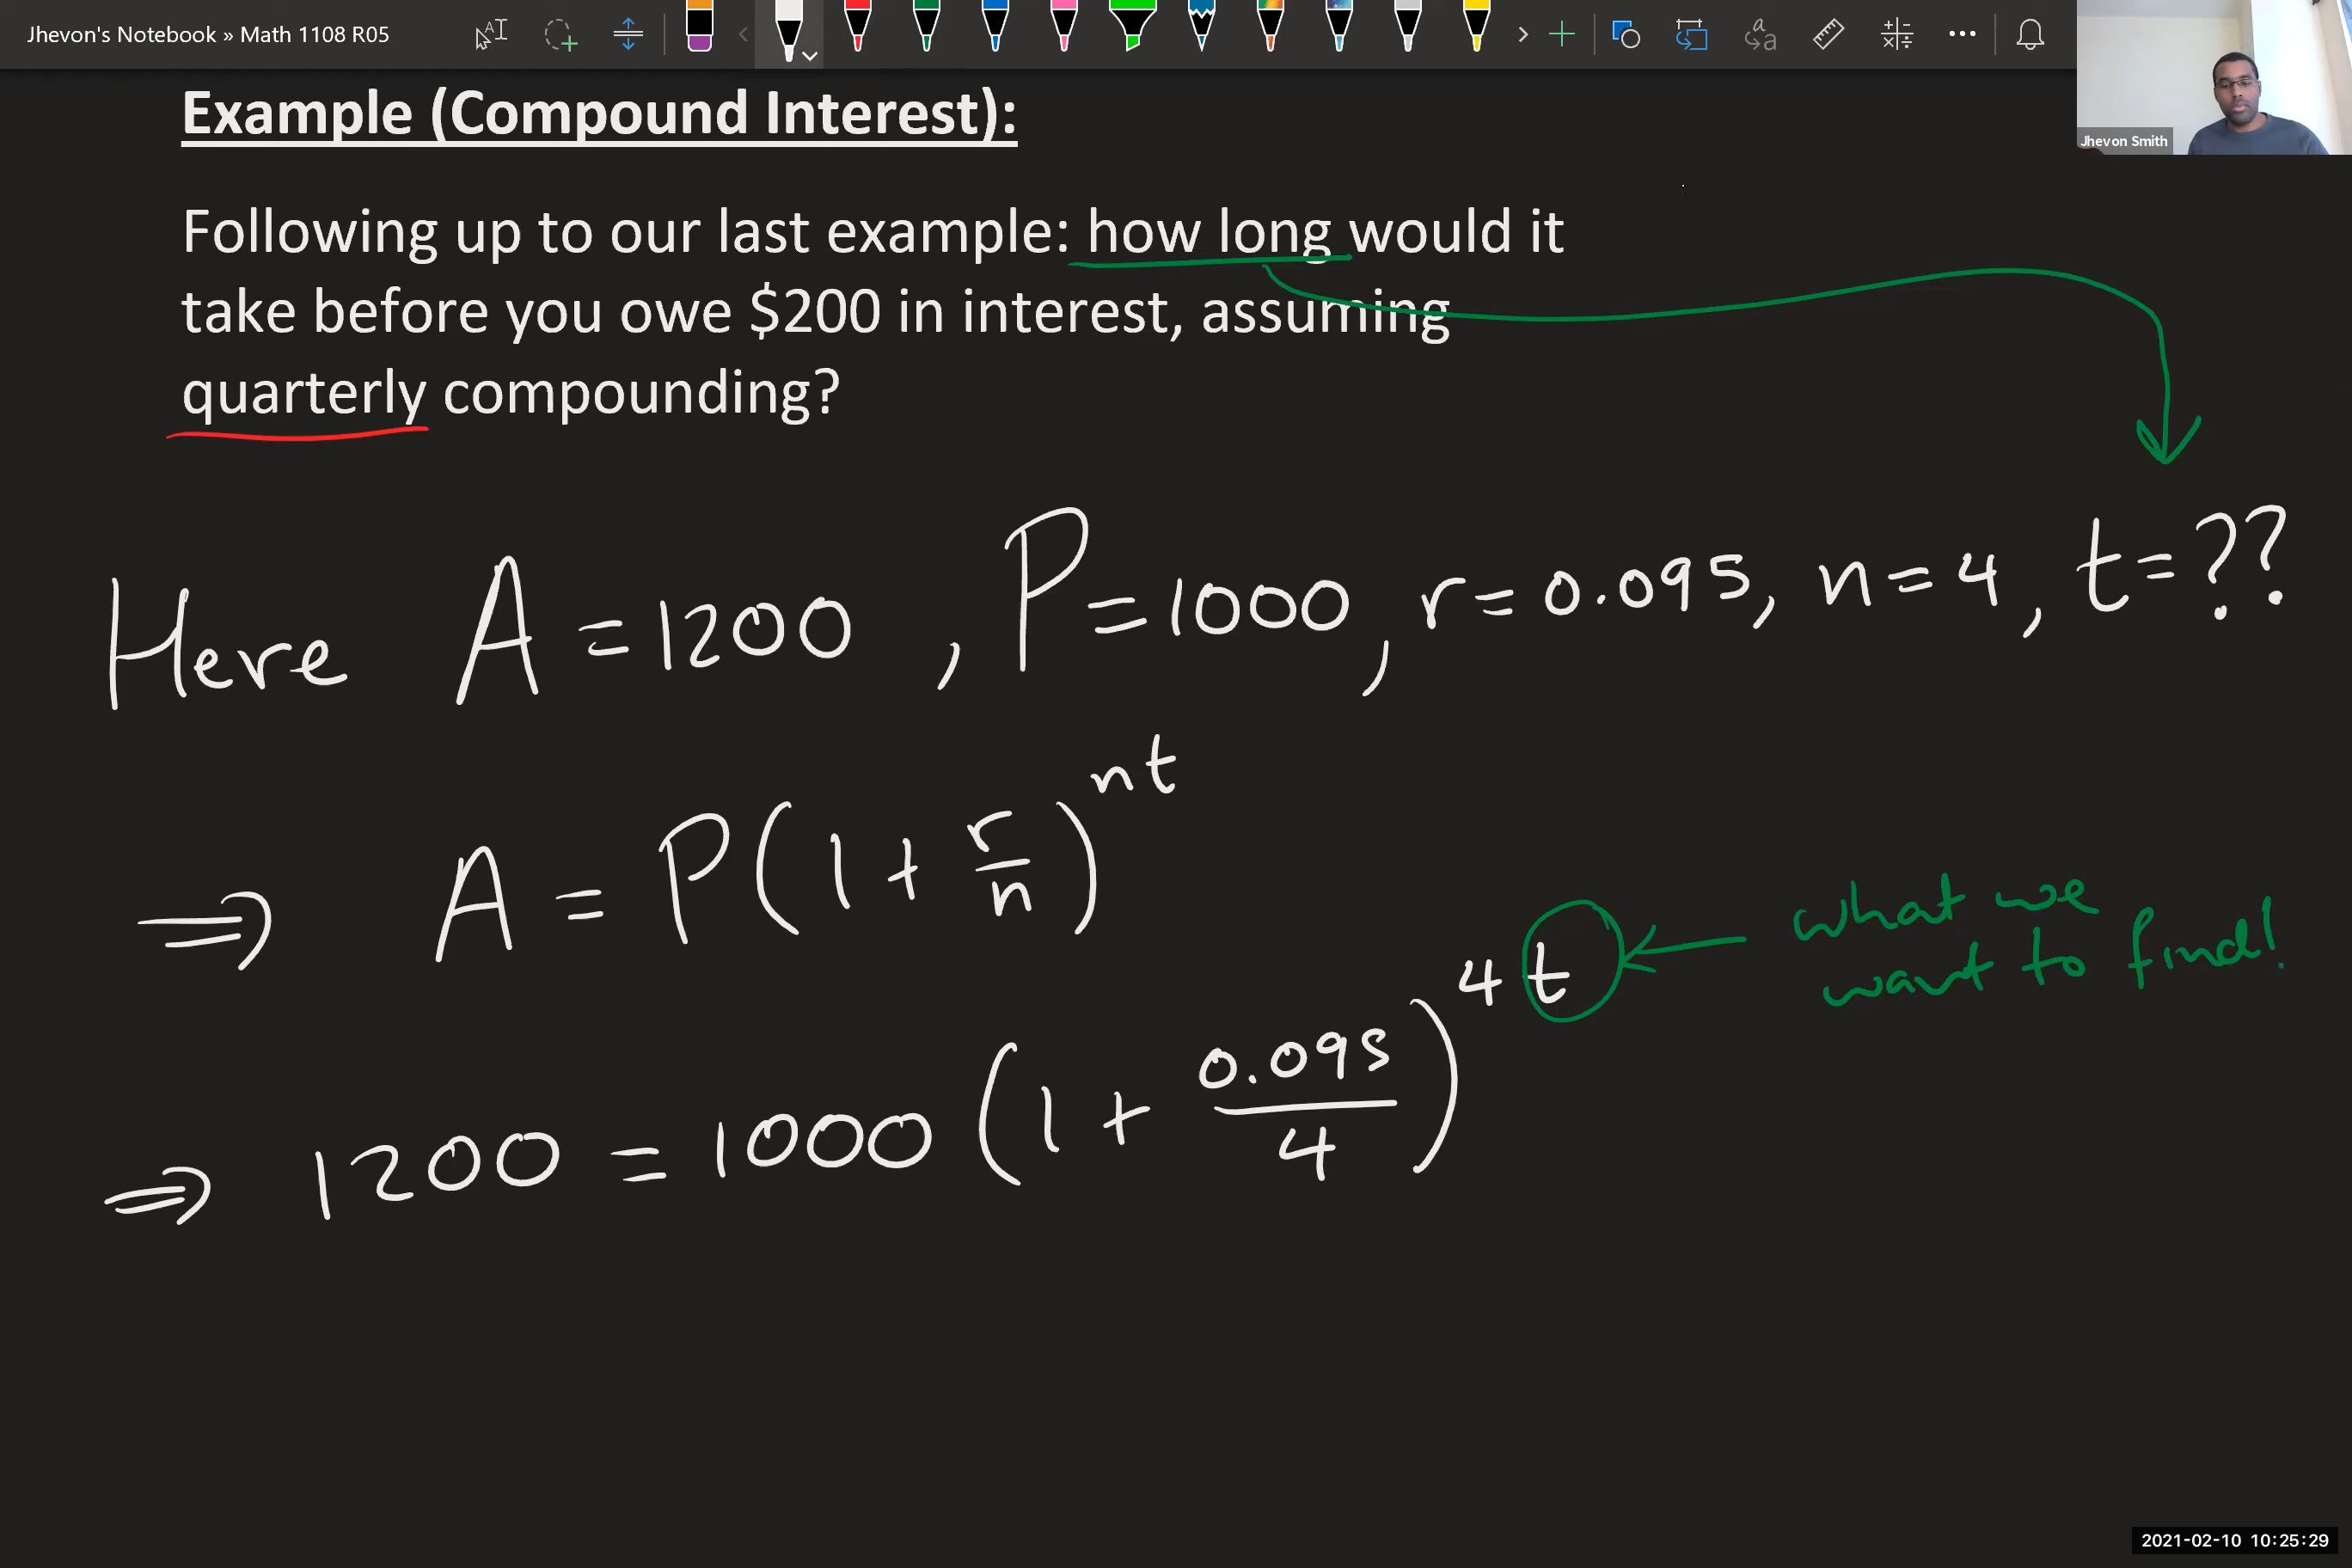 Jhevon's Notebook » Math 1108 R05
Jhevon Smith
Example (Compound Interest):
Following up to our last example: how long would it
take before you owe $200 in interest, assuming
quarterly compounding?
Here A = 1200 , P = 1000, r = 0.095, n = 4, t = ??
⇒ A = P(1 + r/n)^nt
⇒ 1200 = 1000 (1 + 0.095/4)^4t
what we
want to find!
2021-02-10 10:25:29